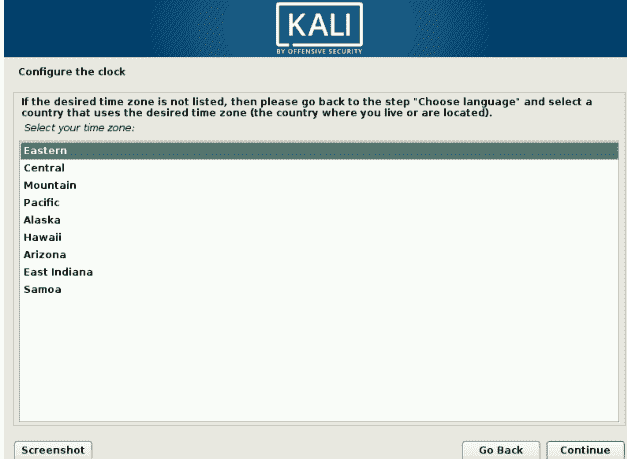 KALI
BY OFFENSIVE SECURITY
Configure the clock
If the desired time zone is not listed, then please go back to the step "Choose language" and select a
country that uses the desired time zone (the country where you live or are located).
Select your time zone:
Eastern
Central
Mountain
Pacific
Alaska
Hawaii
Arizona
East Indiana
Samoa
Screenshot
Go Back
Continue